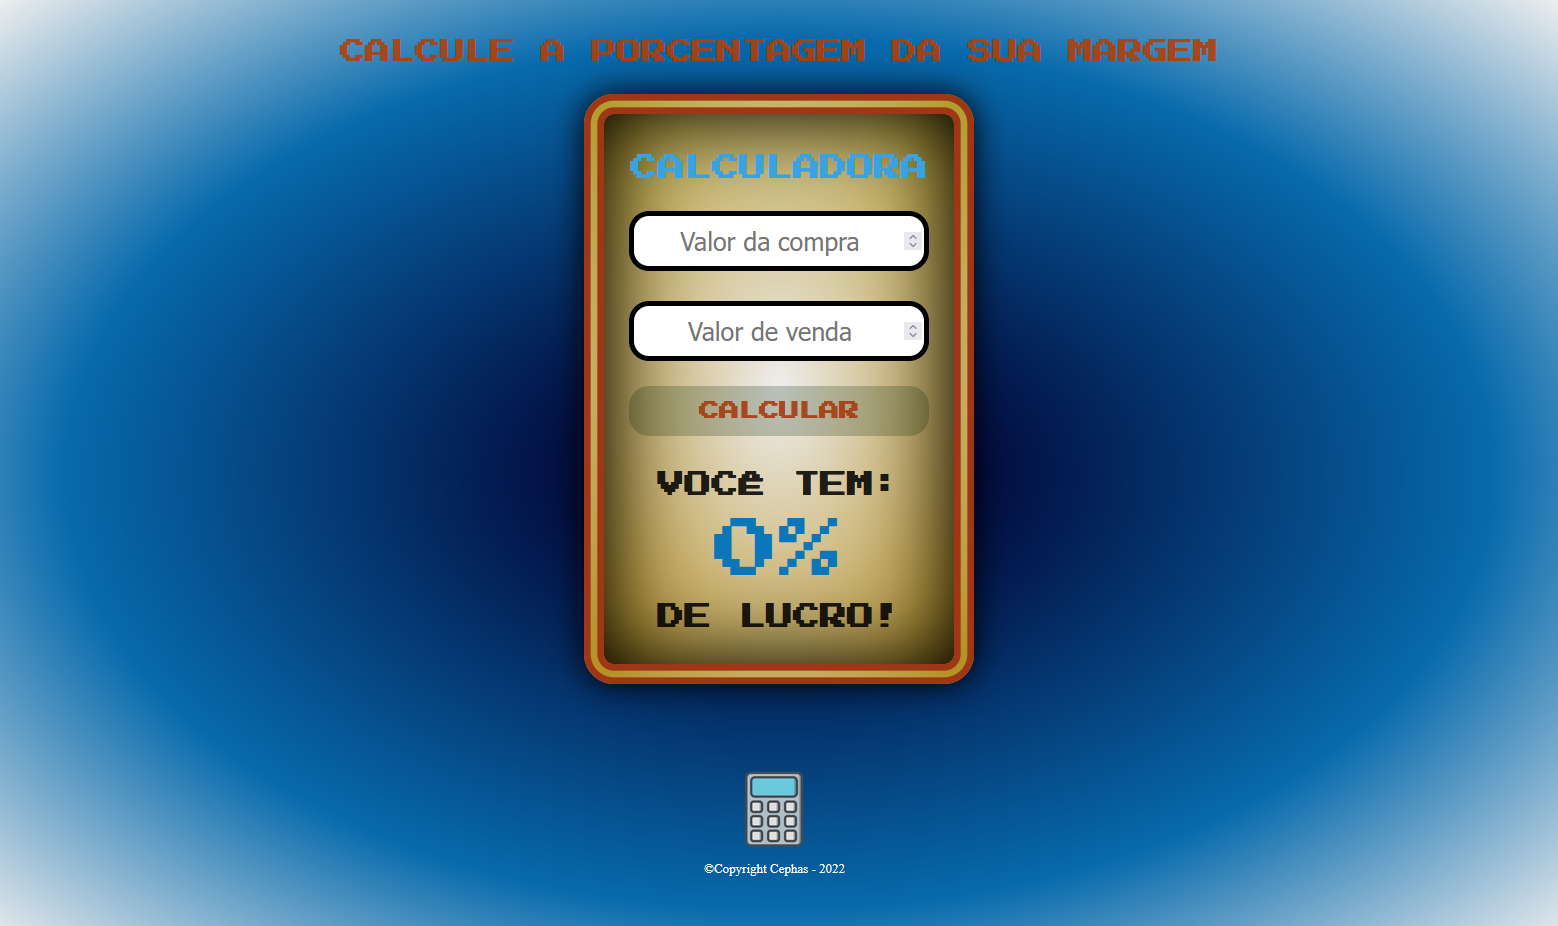 CALCULE A PORCENTAGEM DA SUA MARGEM
CALCULADORA
Valor da compra
Valor de venda
CALCULAR
VOCÊ TEM:
0%
DE LUCRO!
©Copyright Cephas - 2022